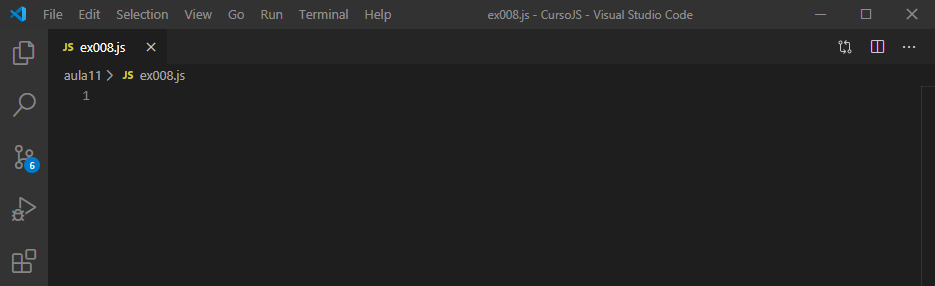 File Edit Selection View Go Run Terminal Help ex008.js - CursoJS - Visual Studio Code
JS ex008.js
aula11 > JS ex008.js
1
6